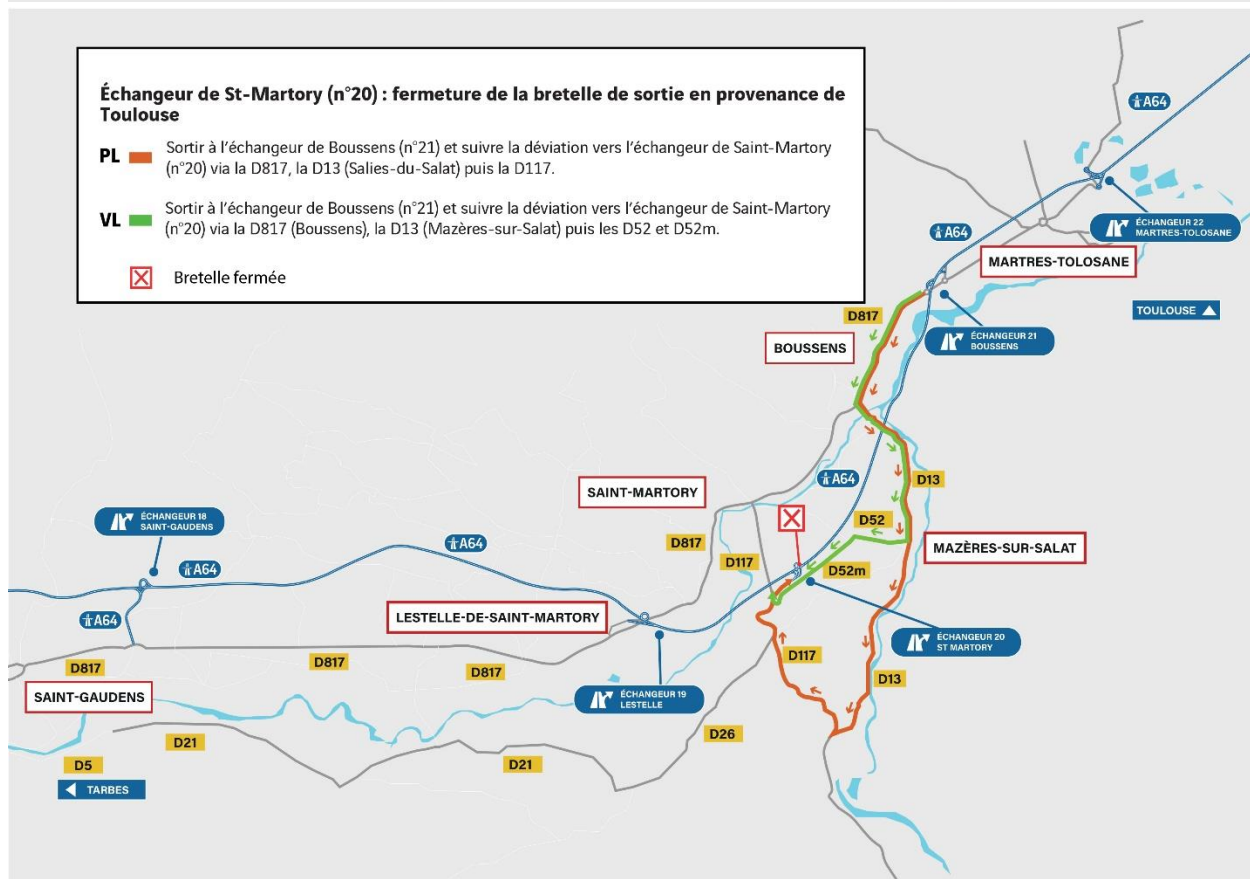 Échangeur de St-Martory (n°20) : fermeture de la bretelle de sortie en provenance de
Toulouse
PL Sortir à l'échangeur de Boussens (n°21) et suivre la déviation vers l'échangeur de Saint-Martory
(n°20) via la D817, la D13 (Salies-du-Salat) puis la D117.
VL Sortir à l'échangeur de Boussens (n°21) et suivre la déviation vers l'échangeur de Saint-Martory
(n°20) via la D817 (Boussens), la D13 (Mazères-sur-Salat) puis les D52 et D52m.
Bretelle fermée
A64
ÉCHANGEUR 22
MARTRES-TOLOSANE
A64
MARTRES-TOLOSANE
TOULOUSE
D817
ÉCHANGEUR 21
BOUSSENS
BOUSSENS
A64
D13
SAINT-MARTORY
ÉCHANGEUR 18
SAINT-GAUDENS
D52
D817
A64
MAZÈRES-SUR-SALAT
D117
D52m
A64
LESTELLE-DE-SAINT-MARTORY
A64
ÉCHANGEUR 20
ST MARTORY
D117
D817
D817
D817
D13
SAINT-GAUDENS
ÉCHANGEUR 19
LESTELLE
D26
D21
D5
D21
TARBES